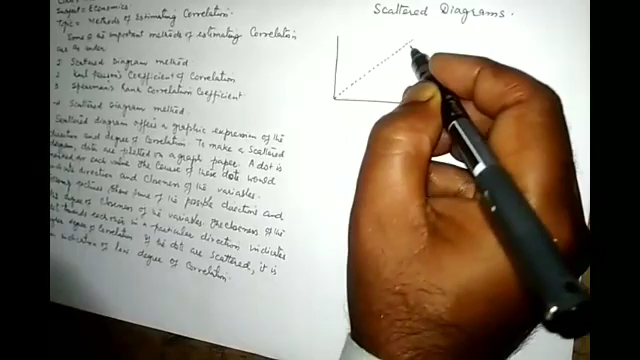 Subject = Economics
Topic = Methods of Estimating Correlation.
Some of the important methods of estimating Correlation
are as under
Scattered Diagram method
2 Karl Pearson's Coefficient of Correlation
3 Spearman's Rank Correlation Coefficient
→ Scattered Diagram method.
Scattered diagram offers a graphic expression of the
direction and degree of Correlation. To make a Scattered
diagram data are plotted on a graph paper. A dot is
marked for each value. The course of these dots would
direction and closeness of the variables.
show some of the possible directions and
the degree of closeness of the variables. The closeness of the
dots towards each other in a particular direction indicates
degree of Correlation. If the dots are scattered, it is
an indication of low degree of Correlation.
Scattered Diagrams.